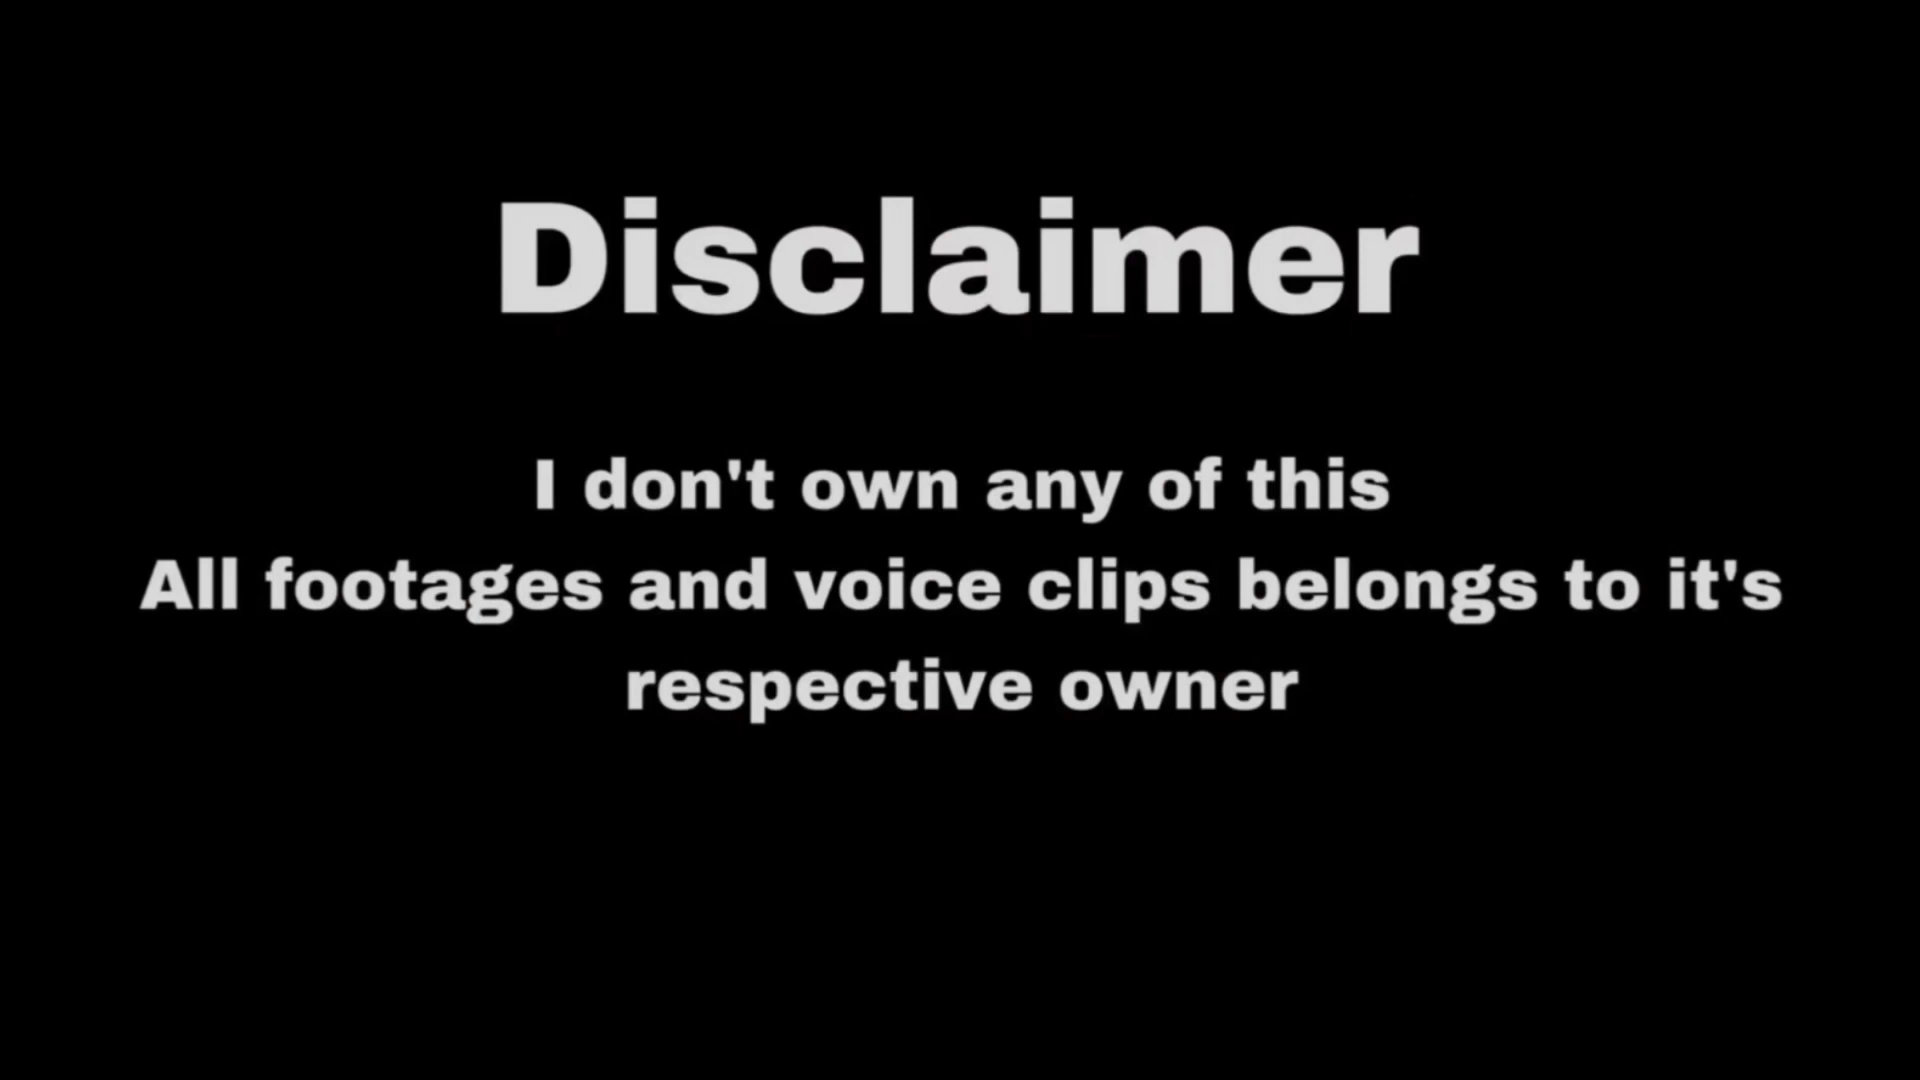 Disclaimer
I don't own any of this
All footages and voice clips belongs to it's
respective owner